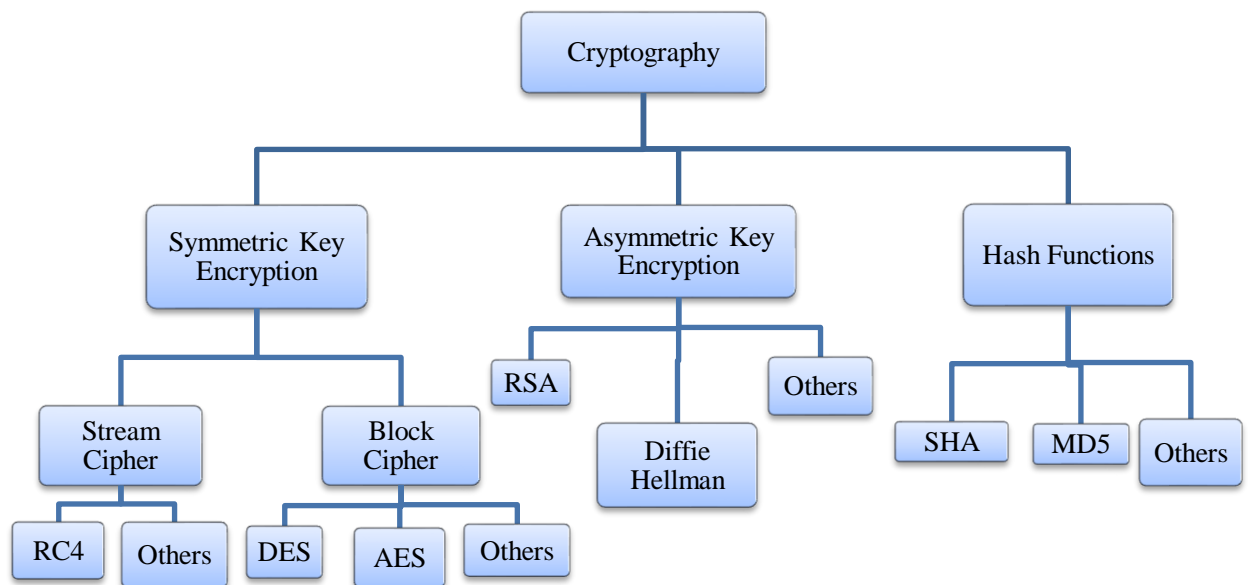 Cryptography
Symmetric Key
Encryption
Asymmetric Key
Encryption
Hash Functions
RSA
Others
Diffie
Hellman
SHA
MD5
Others
Stream
Cipher
Block
Cipher
RC4
Others
DES
AES
Others